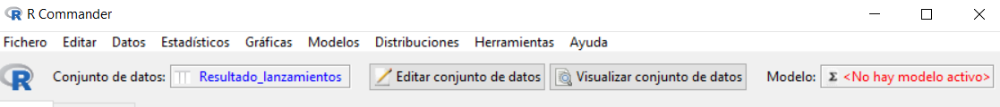 R Commander
Fichero Editar Datos Estadísticos Gráficas Modelos Distribuciones Herramientas Ayuda
R Conjunto de datos: Resultado_lanzamientos Editar conjunto de datos Visualizar conjunto de datos Modelo: Σ <No hay modelo activo>